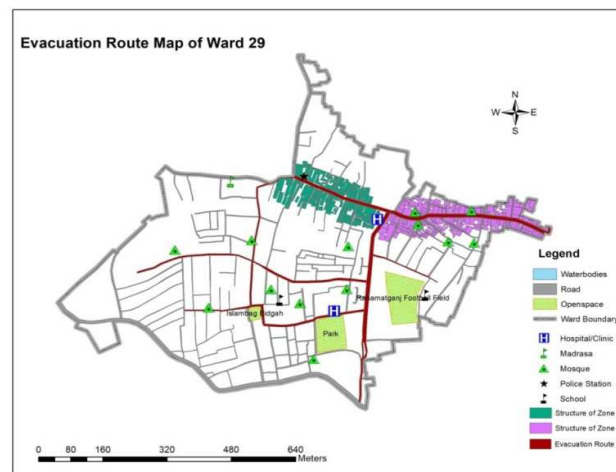 Evacuation Route Map of Ward 29
N
W E
S
Legend
Waterbodies
Road
Openspace
Ward Boundary
Hospital/Clinic
Madrasa
Mosque
Police Station
School
Structure of Zone
Structure of Zone
Evacuation Route
H
H
Rahamatganj Football Field
Islambag Eidgah
H
Park
0 80 160 320 480 640
Meters